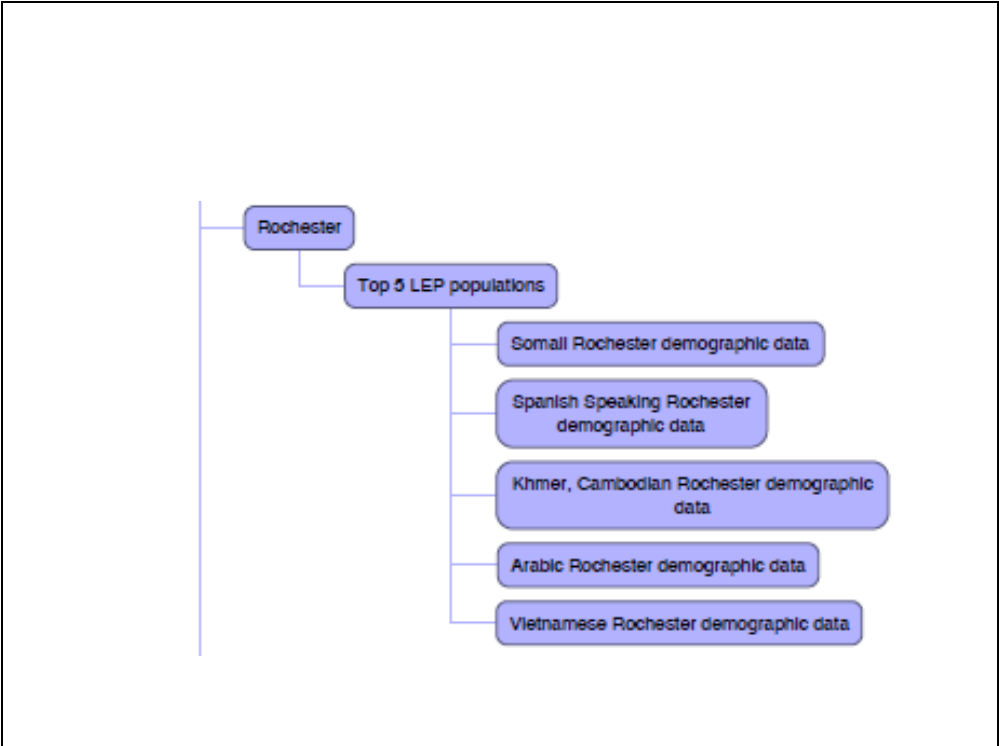 Rochester
Top 5 LEP populations
Somali Rochester demographic data
Spanish Speaking Rochester
demographic data
Khmer, Cambodian Rochester demographic
data
Arabic Rochester demographic data
Vietnamese Rochester demographic data